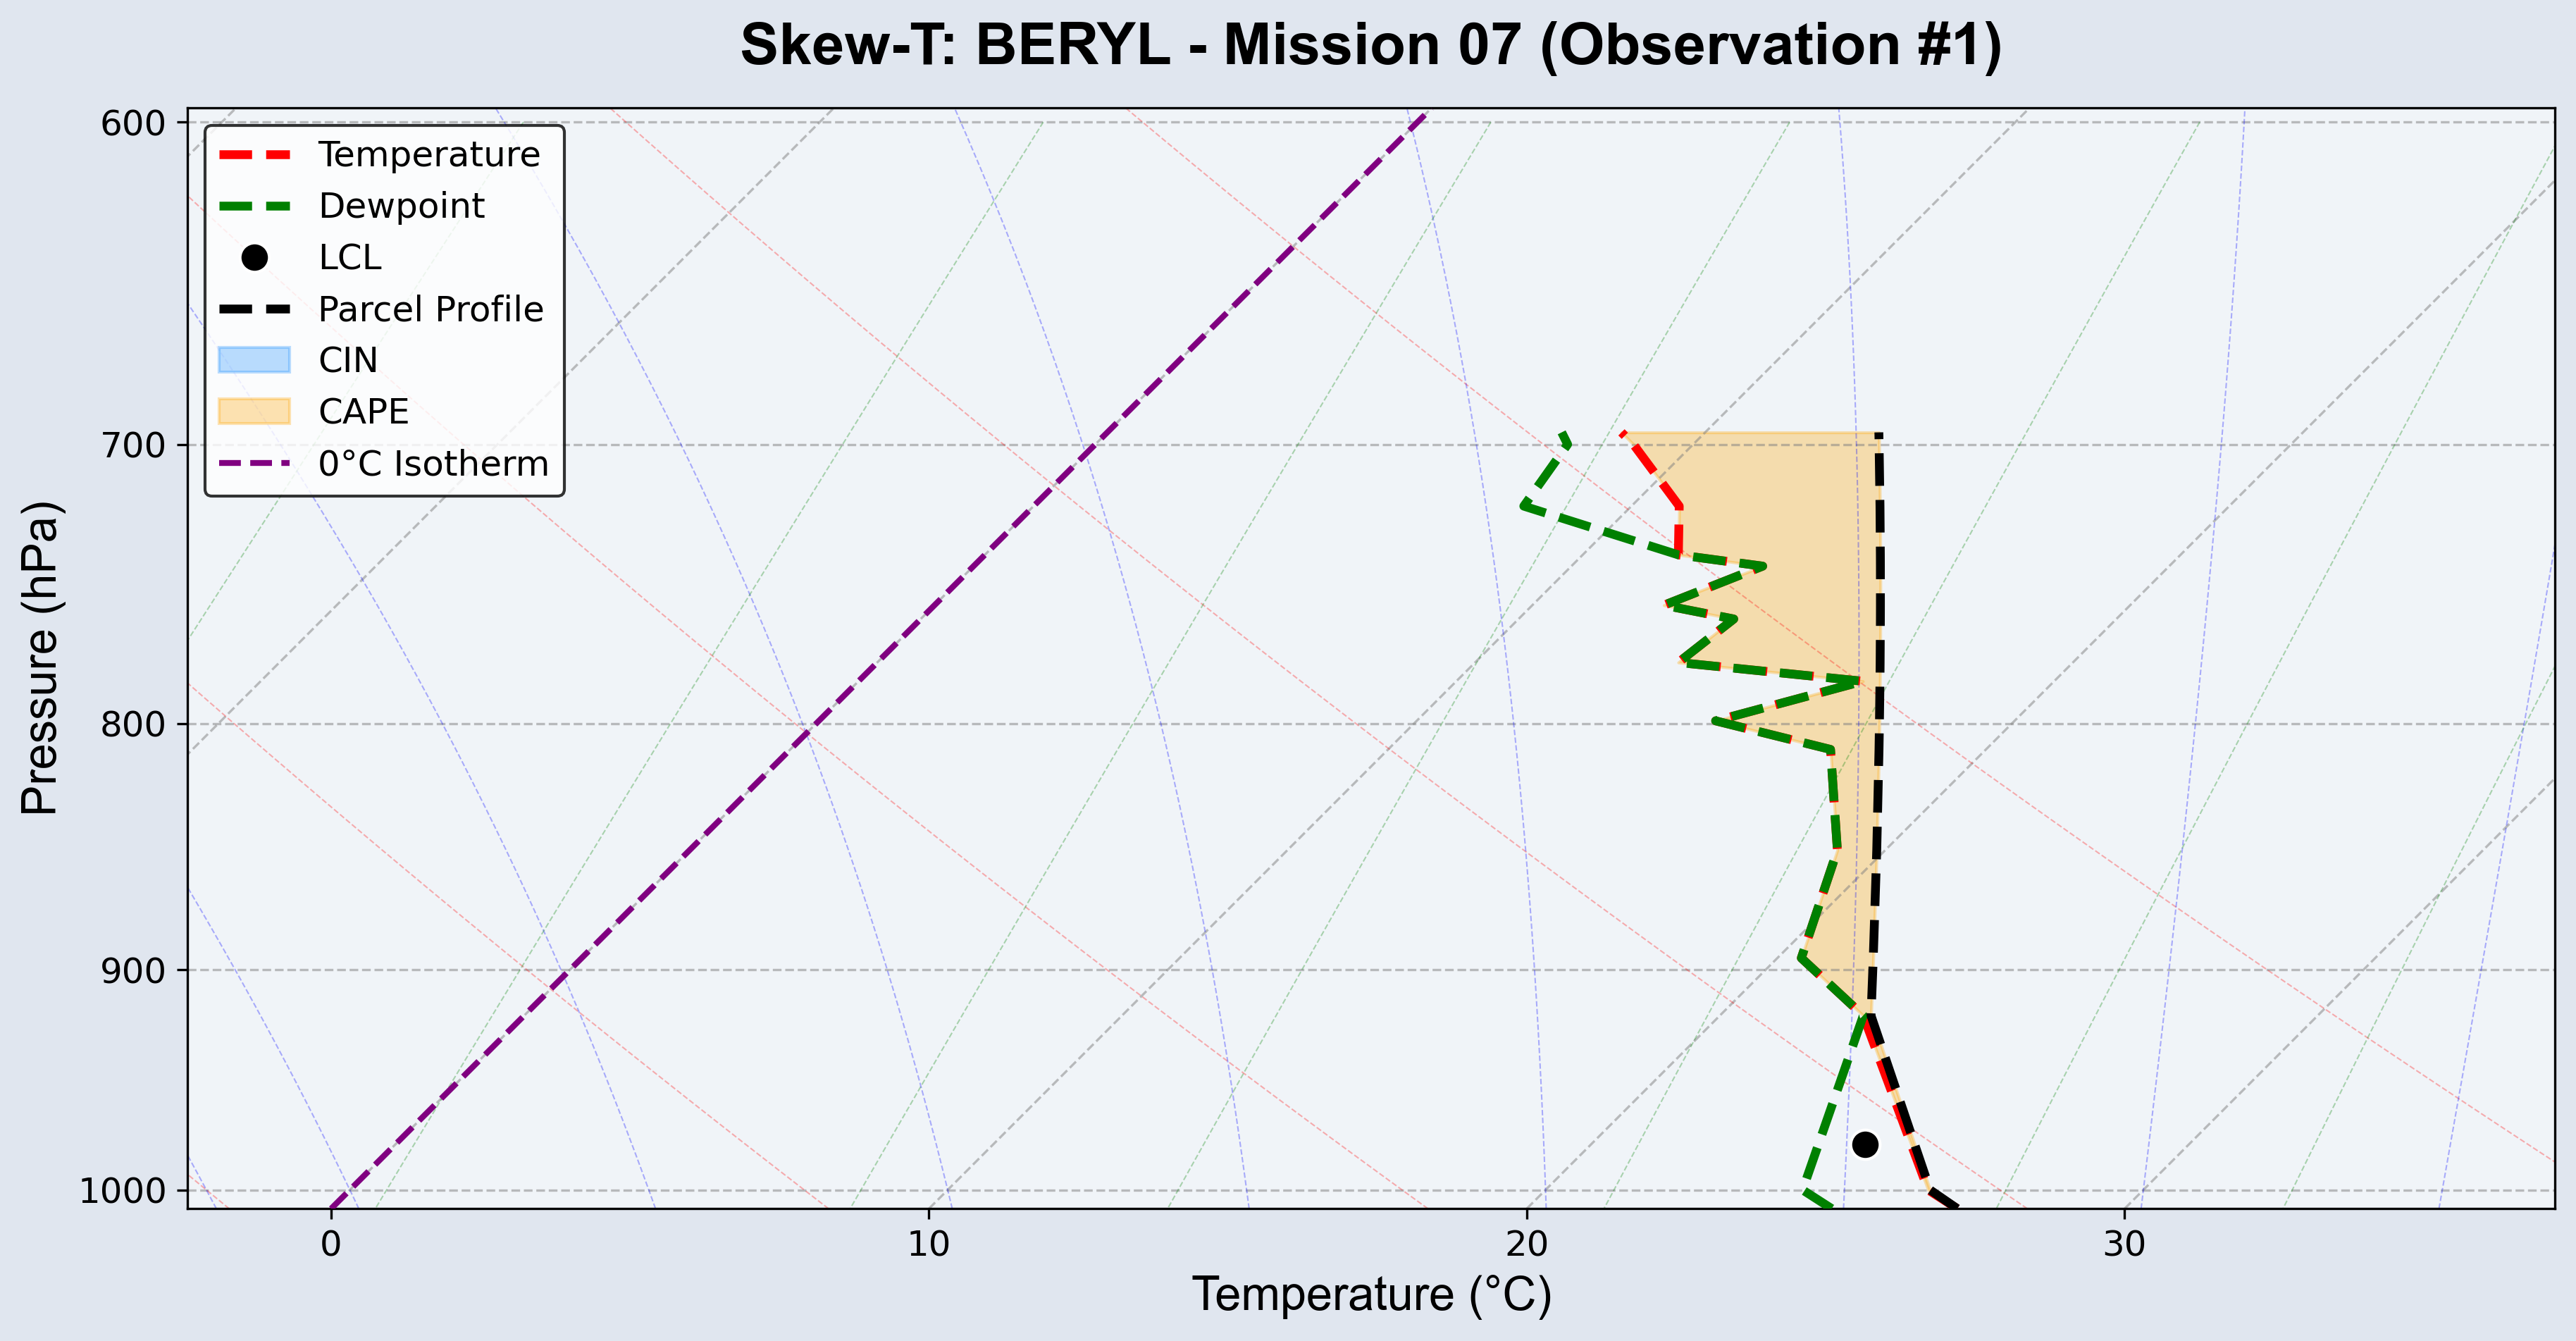 Skew-T: BERYL - Mission 07 (Observation #1)
600
700
800
900
1000
Pressure (hPa)
Temperature
Dewpoint
LCL
Parcel Profile
CIN
CAPE
0°C Isotherm
0
10
20
30
Temperature (°C)